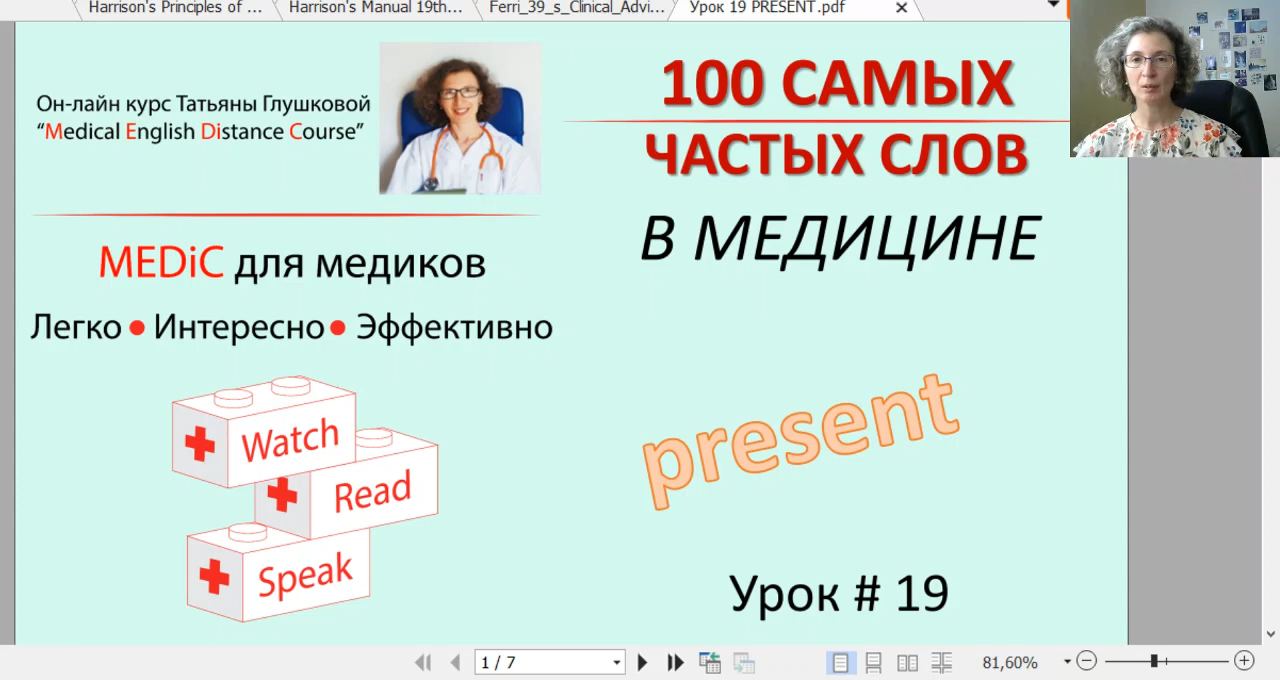 Harrison's Principles of ...
Harrison's Manual 19th...
Ferri_39_s_Clinical_Advi...
Урок 19 PRESENT.pdf
Он-лайн курс Татьяны Глушковой
“Medical English Distance Course”
MEDiC для медиков
Легко • Интересно • Эффективно
Watch
Read
Speak
100 САМЫХ
ЧАСТЫХ СЛОВ
В МЕДИЦИНЕ
present
Урок # 19
1 / 7
81,60%